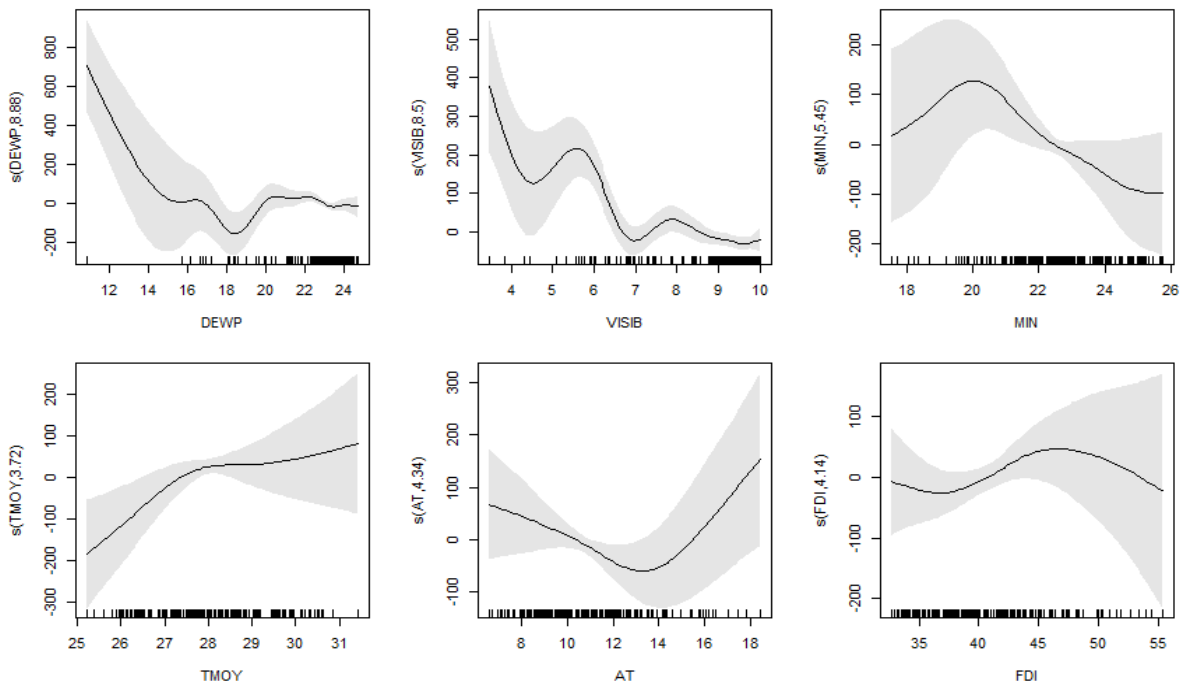 s(DEWP,8.88)
-200 0 200 400 600 800
12 14 16 18 20 22 24
DEWP
s(VISIB,8.5)
0 100 200 300 400 500
4 5 6 7 8 9 10
VISIB
s(MIN,5.45)
-200 -100 0 100 200
18 20 22 24 26
MIN
s(TMOY,3.72)
-300 -200 -100 0 100 200
25 26 27 28 29 30 31
TMOY
s(AT,4.34)
-100 0 100 200 300
8 10 12 14 16 18
AT
s(FDI,4.14)
-200 -100 0 100
35 40 45 50 55
FDI